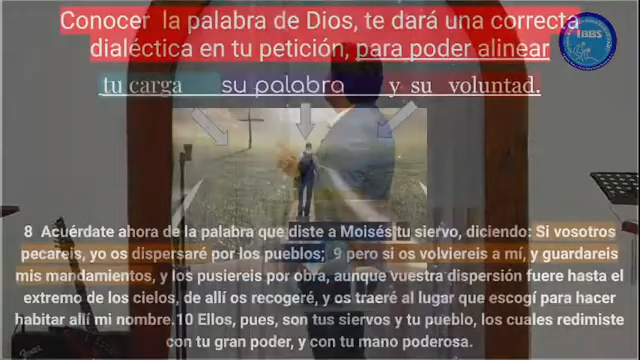 Conocer la palabra de Dios, te dará una correcta
dialéctica en tu petición, para poder alinear
tu carga su palabra y su voluntad.
IBBS
8 Acuérdate ahora de la palabra que diste a Moisés tu siervo, diciendo: Si vosotros
pecareis, yo os dispersaré por los pueblos; 9 pero si os volviereis a mí, y guardareis
mis mandamientos, y los pusiereis por obra, aunque vuestra dispersión fuere hasta el
extremo de los cielos, de allí os recogeré, y os traeré al lugar que escogí para hacer
habitar allí mi nombre.10 Ellos, pues, son tus siervos y tu pueblo, los cuales redimiste
con tu gran poder, y con tu mano poderosa.